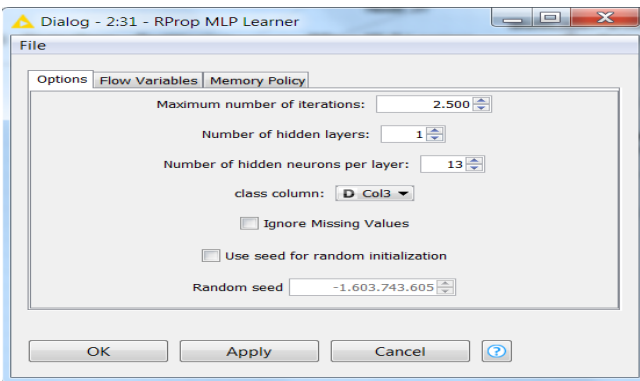 Dialog - 2:31 - RProp MLP Learner
File
Options Flow Variables Memory Policy
Maximum number of iterations: 2.500
Number of hidden layers: 1
Number of hidden neurons per layer: 13
class column: D Col3
Ignore Missing Values
Use seed for random initialization
Random seed -1.603.743.605
OK Apply Cancel ?